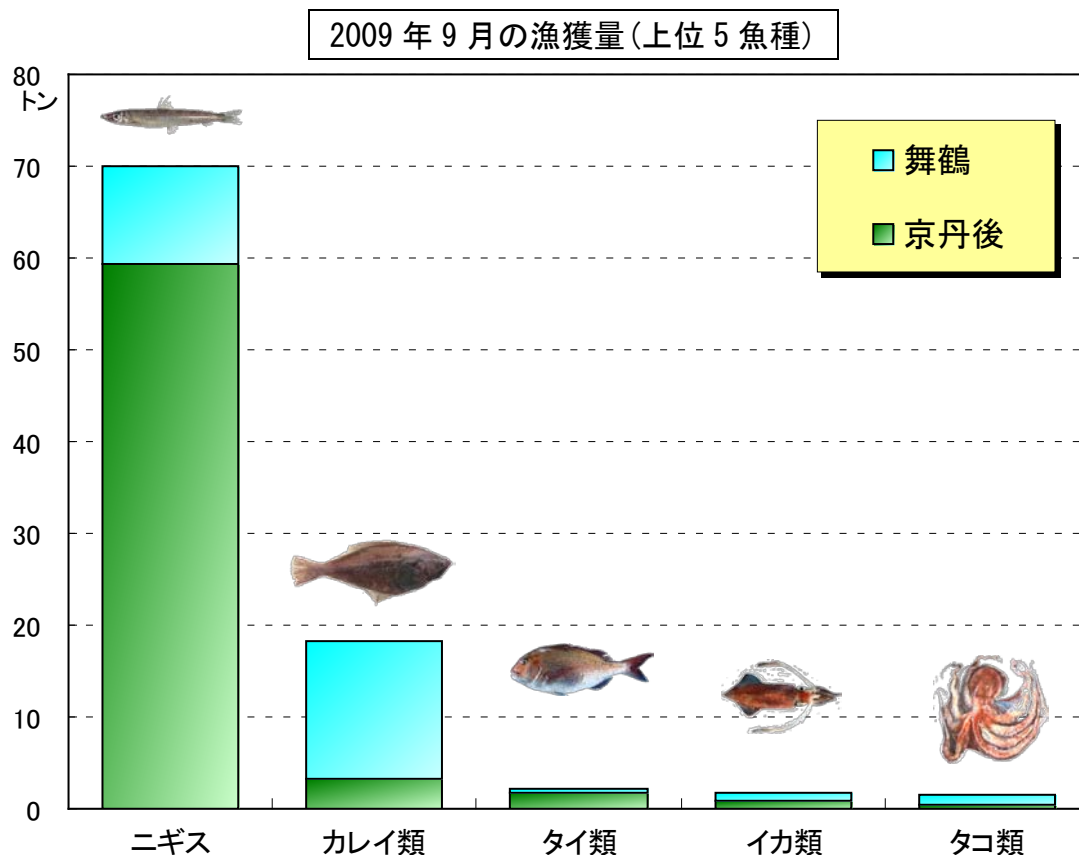 2009 年 9 月の漁獲量(上位 5 魚種)
80
トン
70
60
50
40
30
20
10
0
舞鶴
京丹後
ニギス
カレイ類
タイ類
イカ類
タコ類